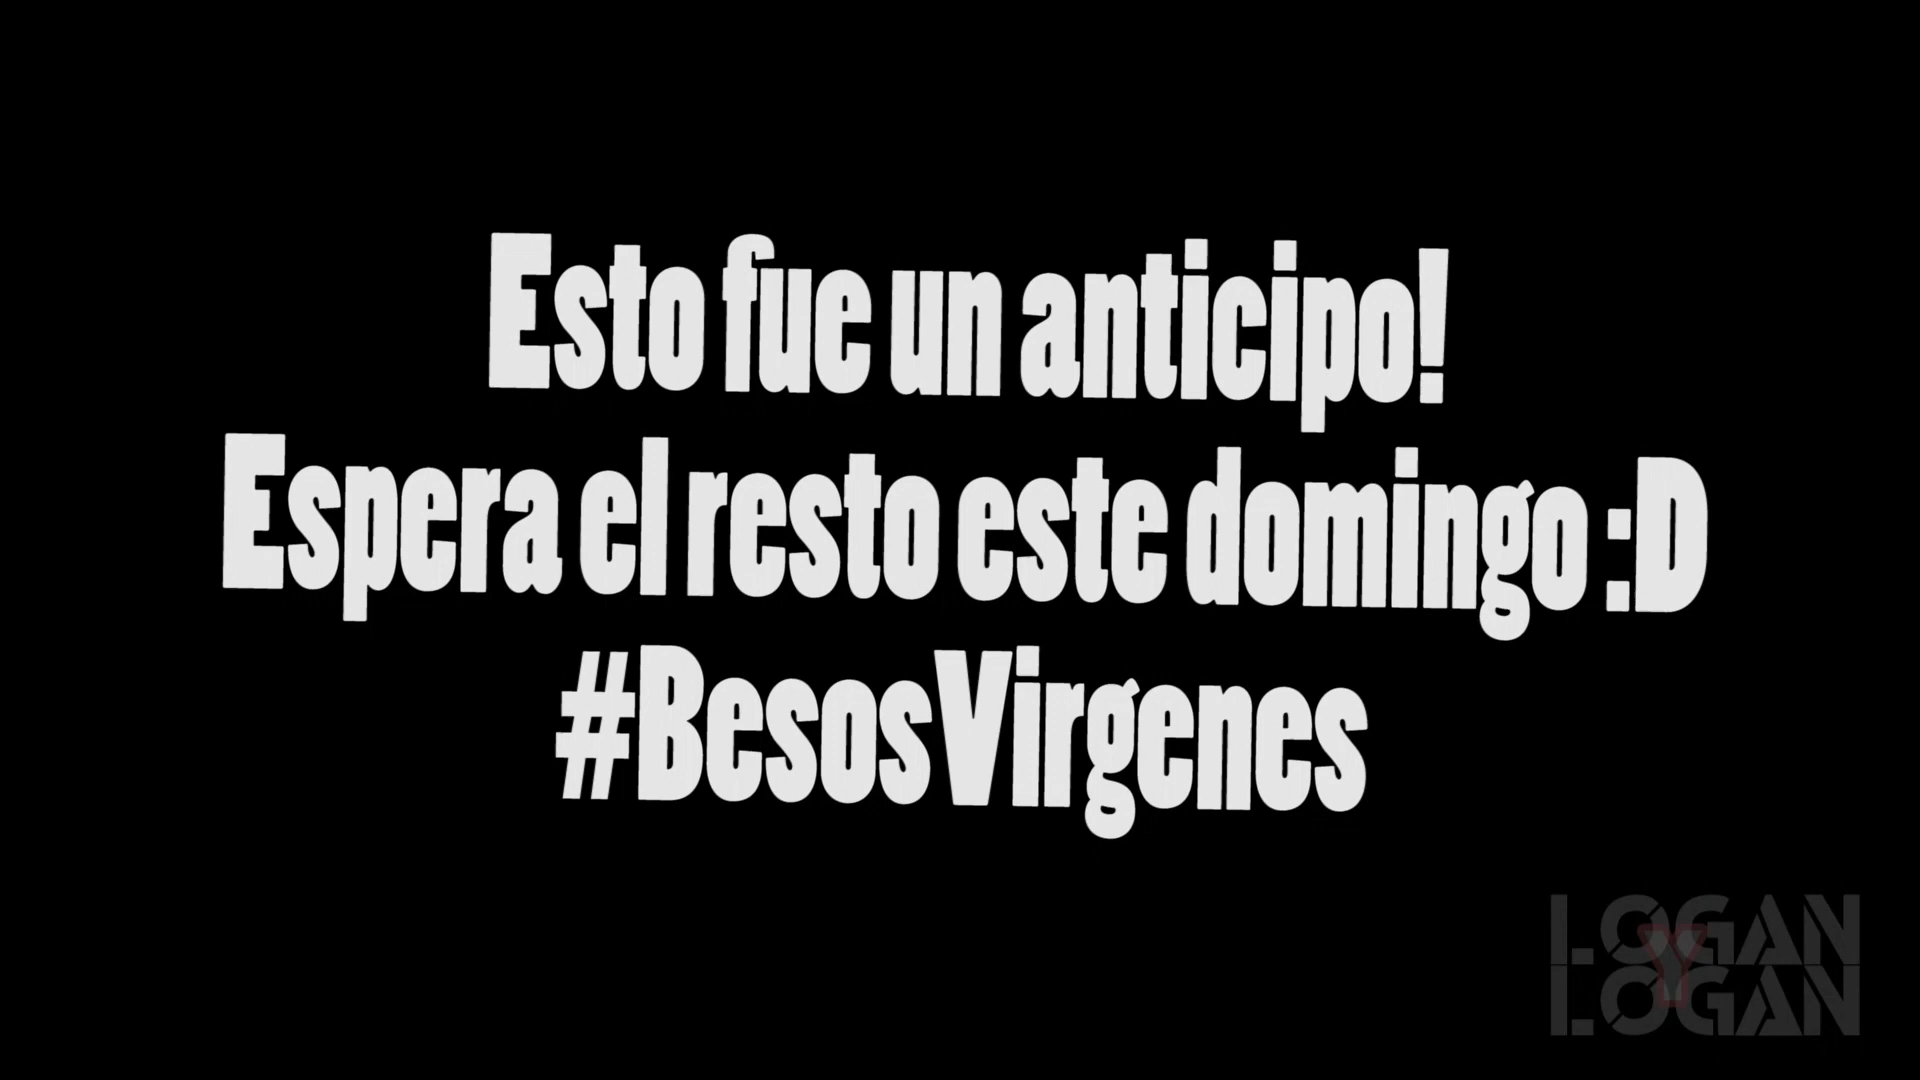 Esto fue un anticipo!
Espera el resto este domingo :D
#BesosVirgenes
LOGAN
Y
LOGAN